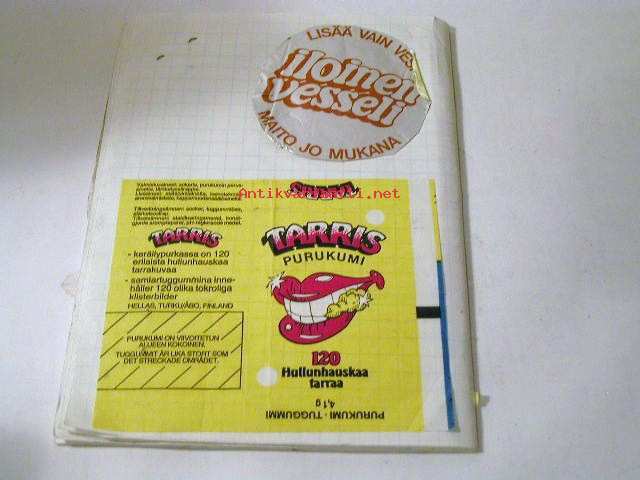 LISÄÄ VAIN
iloinen
vesseli
MAITO JO MUKANA
Antikvariaatti.net
TARRIS
- keräilypurkassa on 120
erilaista hullunhauskaa
tarrakuvaa
- samlartuggummina inne-
håller 120 olika tokroliga
klisterbilder
HELLAS, TURKU/ÅBO, FINLAND
PURUKUMI ON VIIVOITETUN
ALUEEN KOKOINEN.
TUGGUMMIT ÄR LIKA STORT SOM
DET STRECKADE OMRÅDET.
TARRIS
TARRIS
PURUKUMI
120
Hullunhauskaa
tarraa
4,1 g
PURUKUMI · TUGGUMMI